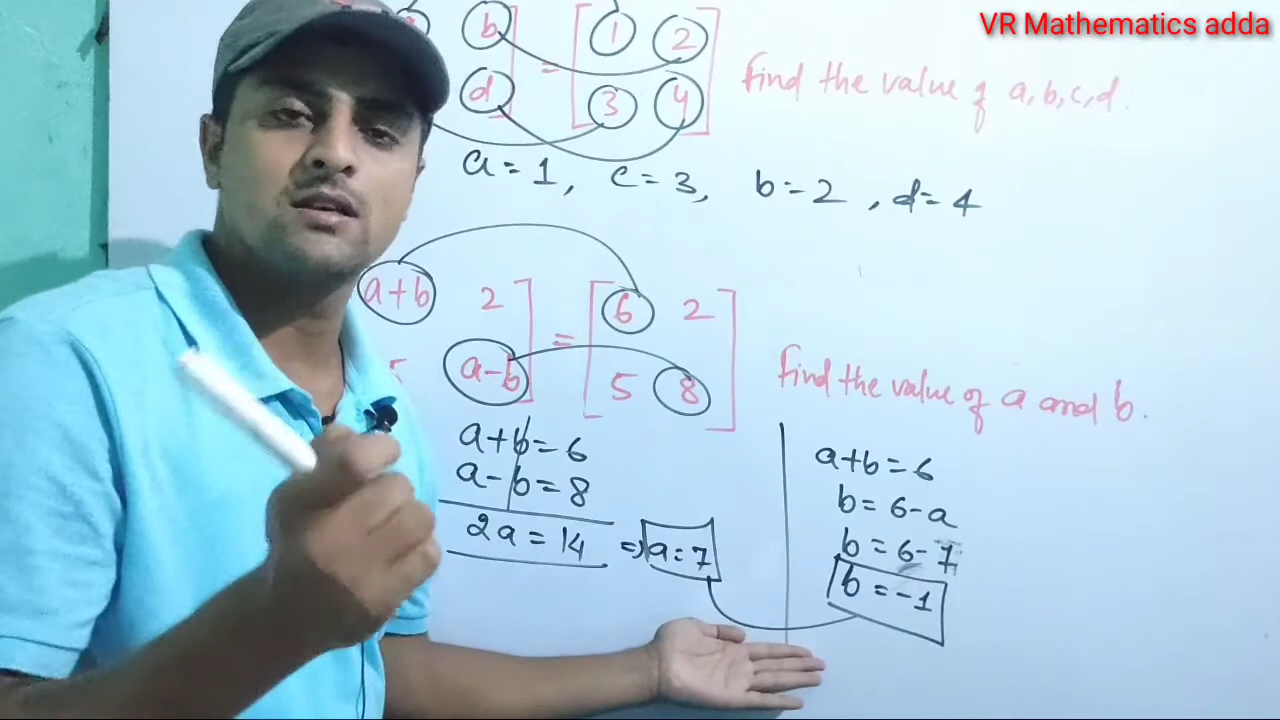 VR Mathematics adda
b 1 2
d = 3 4 Find the value of a, b, c, d.
a = 1, c = 3, b = 2, d = 4
a+b 2 6 2
5 a-b = 5 8 find the value of a and b.
a+b=6
a-b=8
2a = 14 => a=7
a+b=6
b = 6-a
b = 6-7
b = -1